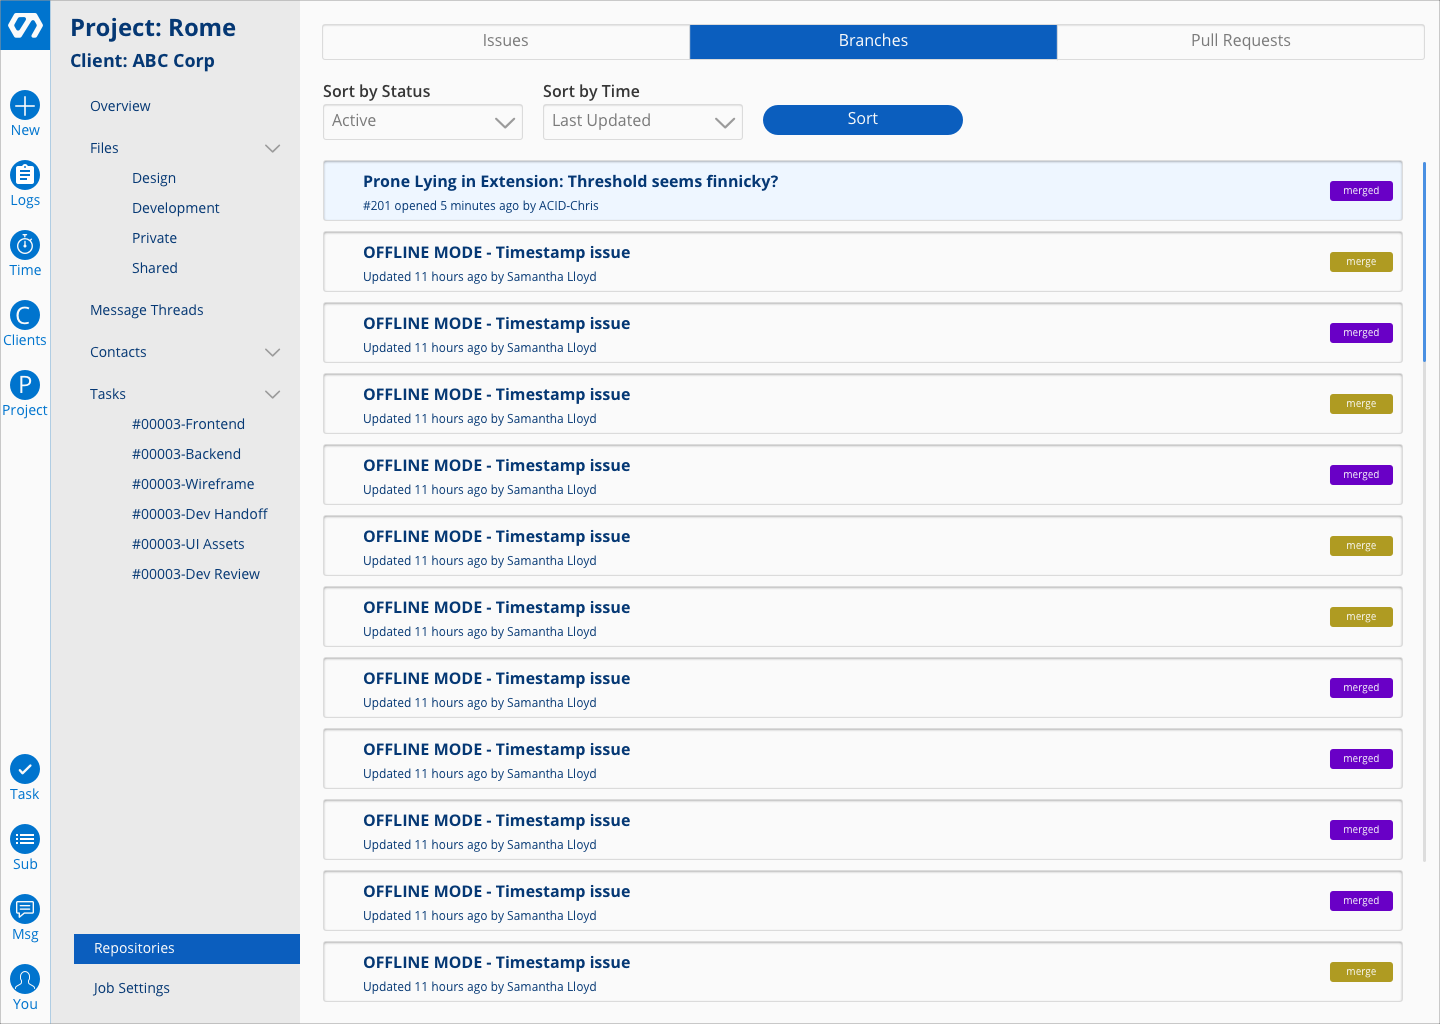 Project: Rome
Client: ABC Corp
New
Logs
Time
Clients
Project
Task
Sub
Msg
You
Overview
Files
Design
Development
Private
Shared
Message Threads
Contacts
Tasks
#00003-Frontend
#00003-Backend
#00003-Wireframe
#00003-Dev Handoff
#00003-UI Assets
#00003-Dev Review
Repositories
Job Settings
Issues Branches Pull Requests
Sort by Status Sort by Time
Active Last Updated Sort
Prone Lying in Extension: Threshold seems finnicky?
#201 opened 5 minutes ago by ACID-Chris
merged
OFFLINE MODE - Timestamp issue
Updated 11 hours ago by Samantha Lloyd
merge
OFFLINE MODE - Timestamp issue
Updated 11 hours ago by Samantha Lloyd
merged
OFFLINE MODE - Timestamp issue
Updated 11 hours ago by Samantha Lloyd
merge
OFFLINE MODE - Timestamp issue
Updated 11 hours ago by Samantha Lloyd
merged
OFFLINE MODE - Timestamp issue
Updated 11 hours ago by Samantha Lloyd
merge
OFFLINE MODE - Timestamp issue
Updated 11 hours ago by Samantha Lloyd
merge
OFFLINE MODE - Timestamp issue
Updated 11 hours ago by Samantha Lloyd
merged
OFFLINE MODE - Timestamp issue
Updated 11 hours ago by Samantha Lloyd
merged
OFFLINE MODE - Timestamp issue
Updated 11 hours ago by Samantha Lloyd
merged
OFFLINE MODE - Timestamp issue
Updated 11 hours ago by Samantha Lloyd
merged
OFFLINE MODE - Timestamp issue
Updated 11 hours ago by Samantha Lloyd
merge